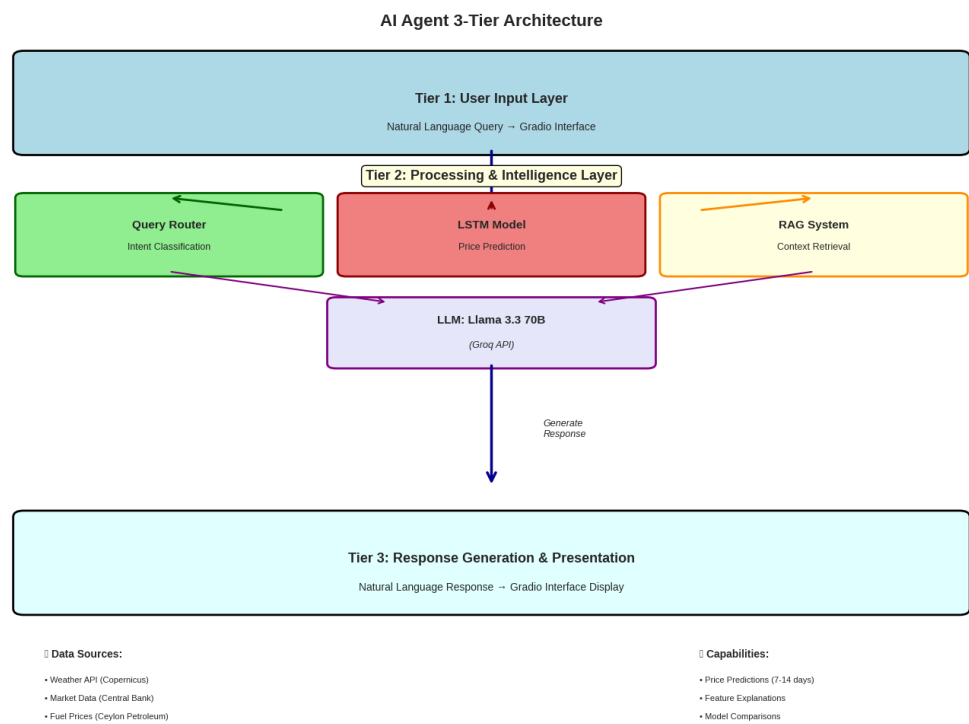 AI Agent 3-Tier Architecture
Tier 1: User Input Layer
Natural Language Query → Gradio Interface
Tier 2: Processing & Intelligence Layer
Query Router
Intent Classification
LSTM Model
Price Prediction
RAG System
Context Retrieval
LLM: Llama 3.3 70B
(Groq API)
Generate
Response
Tier 3: Response Generation & Presentation
Natural Language Response → Gradio Interface Display
Data Sources:
• Weather API (Copernicus)
• Market Data (Central Bank)
• Fuel Prices (Ceylon Petroleum)
Capabilities:
• Price Predictions (7-14 days)
• Feature Explanations
• Model Comparisons